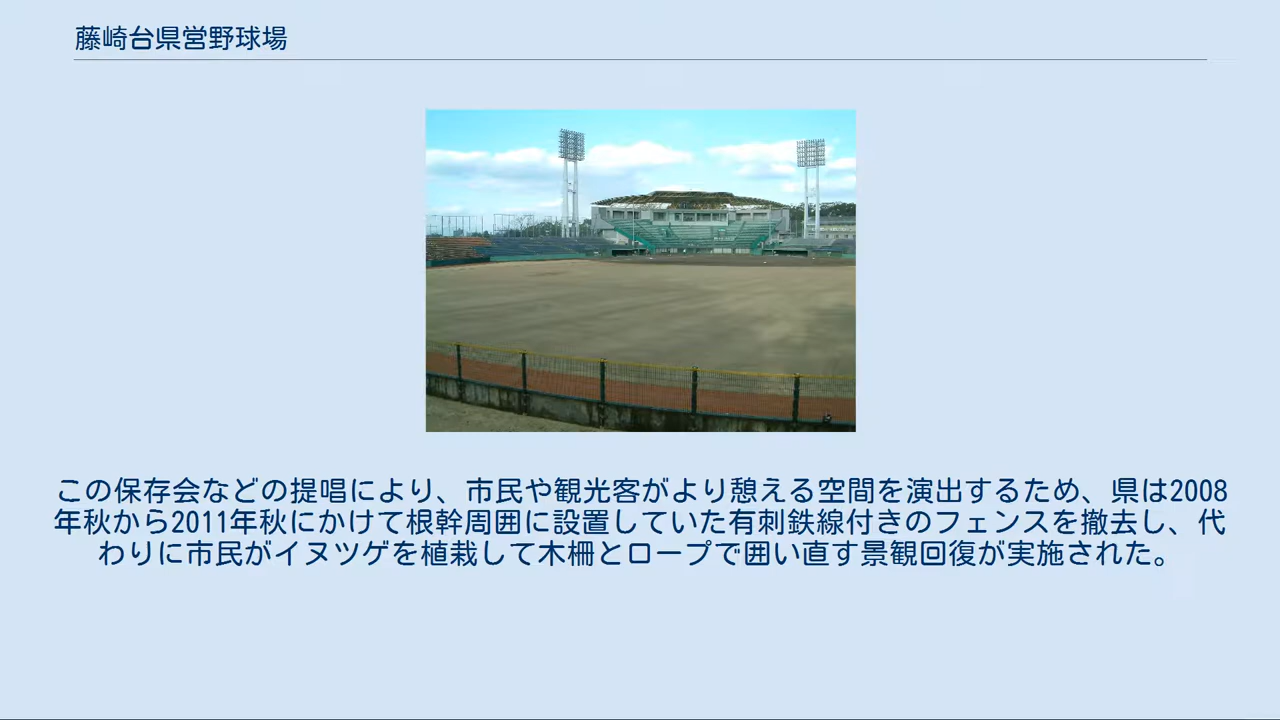 藤崎台県営野球場
この保存会などの提唱により、市民や観光客がより憩える空間を演出するため、県は2008
年秋から2011年秋にかけて根幹周囲に設置していた有刺鉄線付きのフェンスを撤去し、代
わりに市民がイヌツゲを植栽して木柵とロープで囲い直す景観回復が実施された。